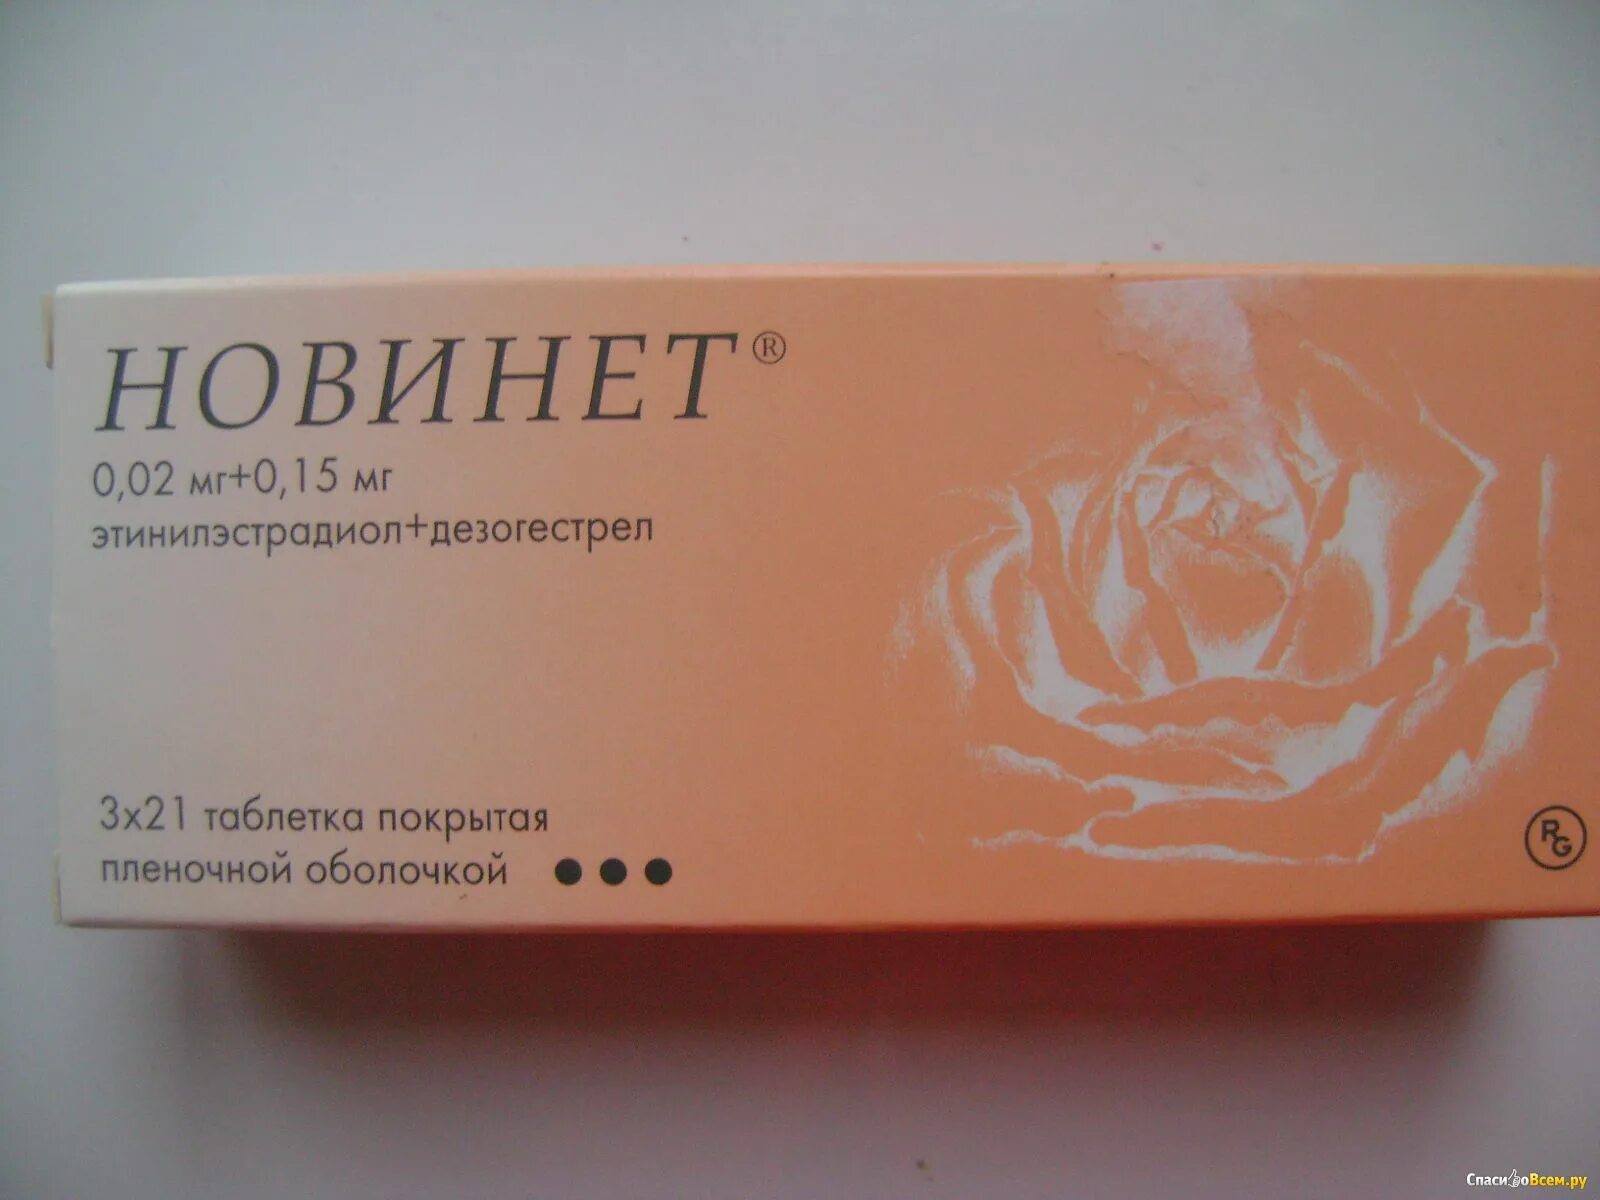 НОВИНЕТ®
0,02 мг+0,15 мг
этинилэстрадиол+дезогестрел
3x21 таблетка покрытая
пленочной оболочкой
RG
СпасибоВсем.ру